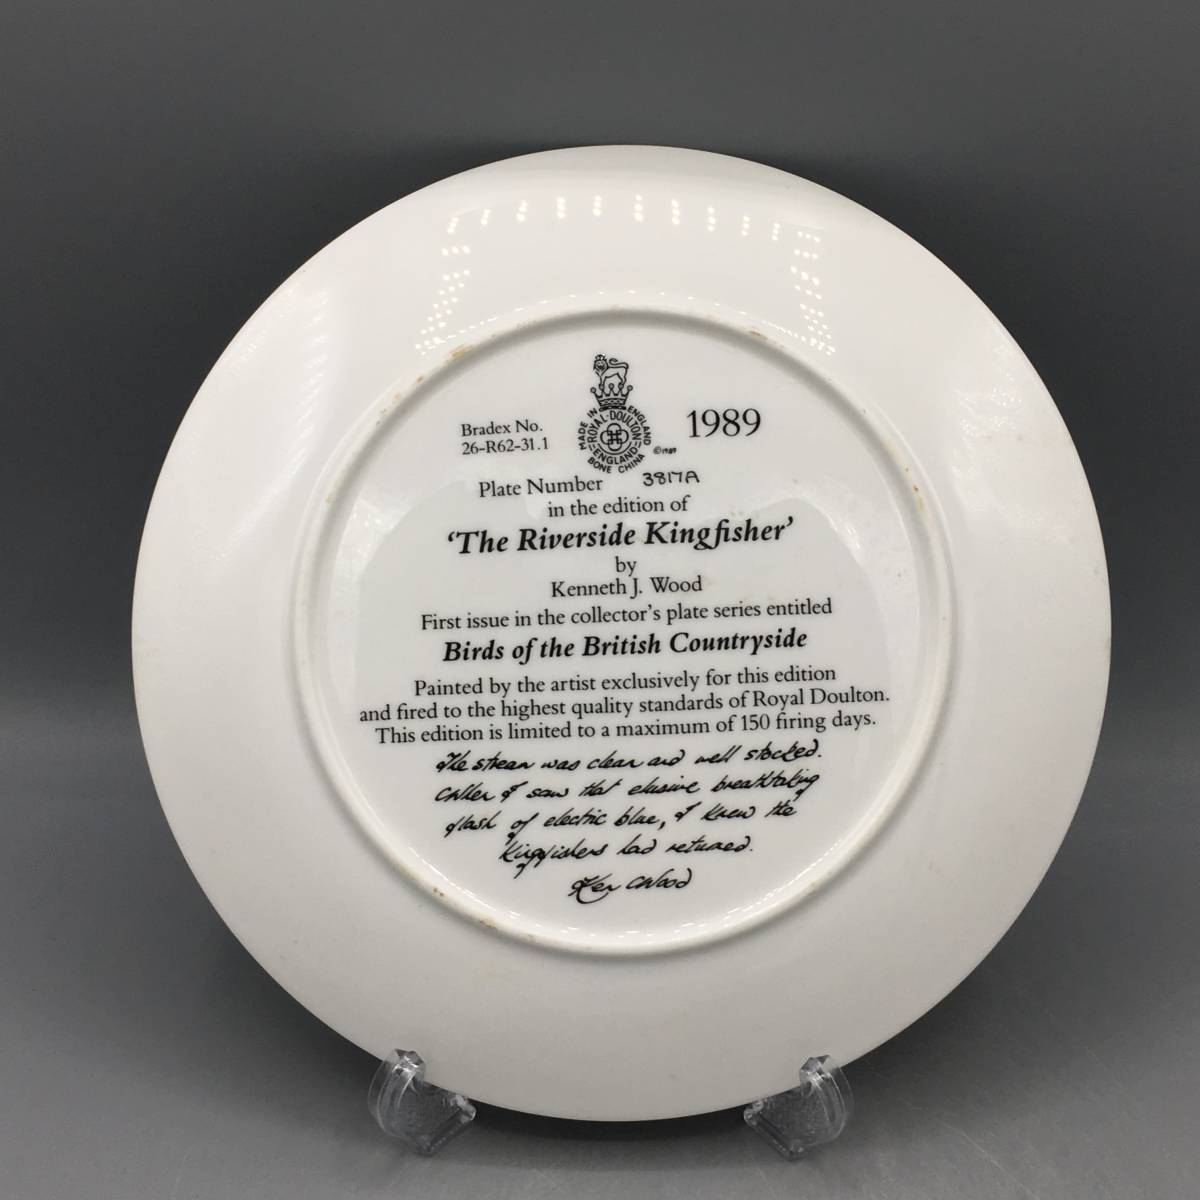 Bradex No.
26-R62-31.1
MADE IN ENGLAND
ROYAL·DOULTON
ENGLAND
BONE CHINA
©1989
1989
Plate Number 3817A
in the edition of
‘The Riverside Kingfisher’
by
Kenneth J. Wood
First issue in the collector’s plate series entitled
Birds of the British Countryside
Painted by the artist exclusively for this edition
and fired to the highest quality standards of Royal Doulton.
This edition is limited to a maximum of 150 firing days.
The stream was clear and well stocked.
When I saw that elusive breathtaking
flash of electric blue, I knew the
Kingfishers had returned.
Ken Wood